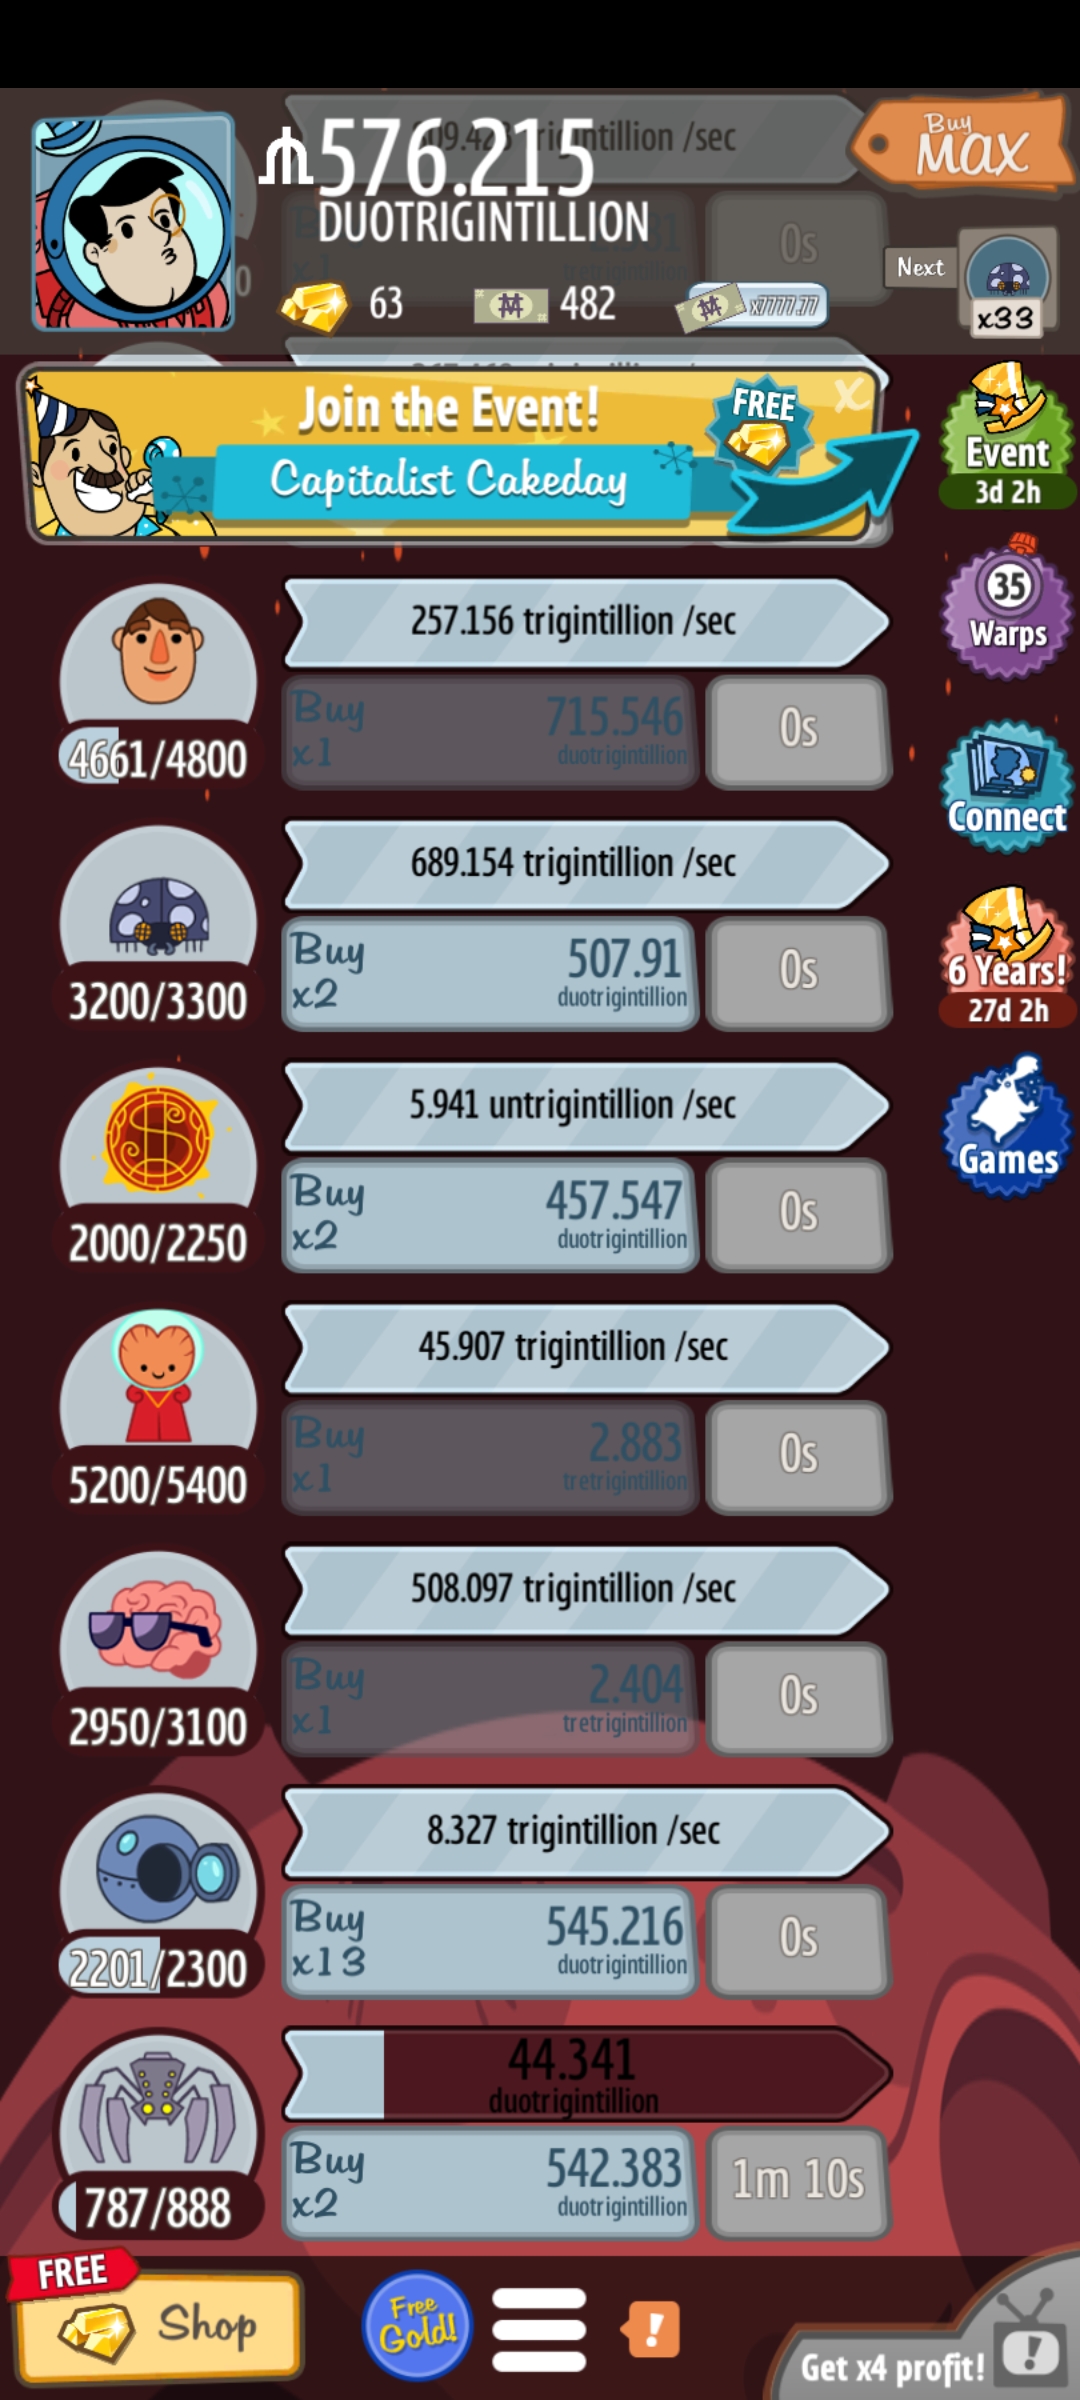 ₥576.215
DUOTRIGINTILLION
Buy
MAX
63
482
x7777.77
Next
x33
/sec
0s
Join the Event!
Capitalist Cakeday
FREE
X
Event
3d 2h
257.156 trigintillion /sec
4661/4800
Buy
x1
715.546
duotrigintillion
0s
35
Warps
689.154 trigintillion /sec
3200/3300
Buy
x2
507.91
duotrigintillion
0s
Connect
6 Years!
27d 2h
5.941 untrigintillion /sec
2000/2250
Buy
x2
457.547
duotrigintillion
0s
Games
45.907 trigintillion /sec
5200/5400
Buy
x1
2.883
tretrigintillion
0s
508.097 trigintillion /sec
2950/3100
Buy
x1
2.404
tretrigintillion
0s
8.327 trigintillion /sec
2201/2300
Buy
x13
545.216
duotrigintillion
0s
44.341
duotrigintillion
787/888
Buy
x2
542.383
duotrigintillion
1m 10s
FREE
Shop
Free
Gold!
!
Get x4 profit!
!